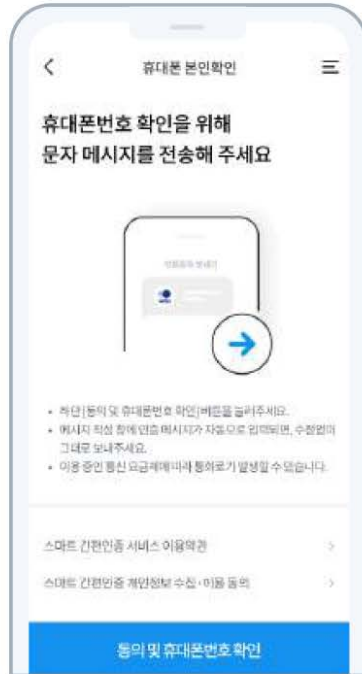 휴대폰 본인확인
휴대폰번호 확인을 위해
문자 메시지를 전송해 주세요
인증문자 보내기
• 하단 [동의 및 휴대폰번호 확인] 버튼을 눌러주세요.
• 메시지 작성 창에 인증 메시지가 자동으로 입력되면, 수정없이
그대로 보내주세요.
• 이용 중인 통신 요금제에 따라 통화료가 발생할 수 있습니다.
스마트 간편인증 서비스 이용약관
스마트 간편인증 개인정보 수집·이용 동의
동의 및 휴대폰번호 확인